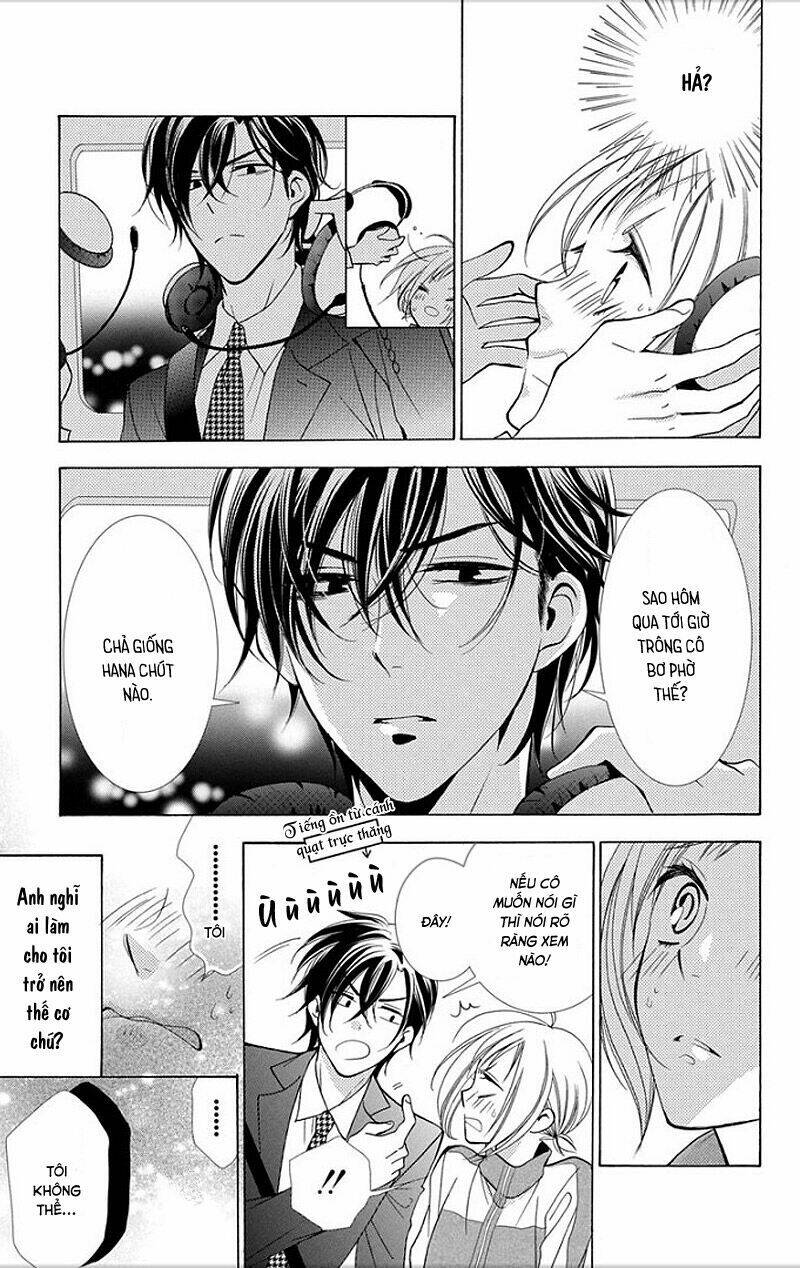 HẢ?
SAO HÔM
QUA TỚI GIỜ
TRÔNG CÔ
BƠ PHỜ
THẾ?
CHẢ GIỐNG
HANA CHÚT
NÀO.
NẾU CÔ
MUỐN NÓI GÌ
THÌ NÓI RÕ
RÀNG XEM
NÀO!
ĐÂY!
Tiếng ồn từ cánh
quạt trực thăng
Ù Ù Ù Ù Ù Ù
!!
........
TÔI
Anh nghĩ
ai làm
cho tôi
trở nên
thế cơ
chứ?
......
TÔI
KHÔNG
THỂ...